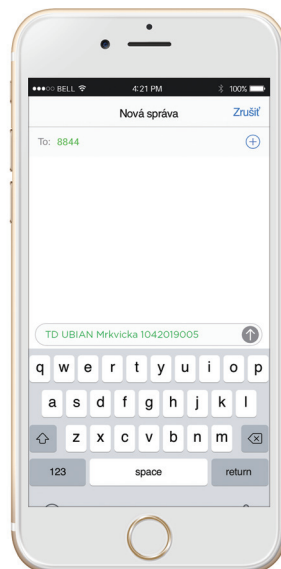 BELL 4:21 PM 100%
Nová správa Zrušiť
To: 8844
TD UBIAN Mrkvicka 1042019005
q w e r t y u i o p
a s d f g h j k l
z x c v b n m
123 space return